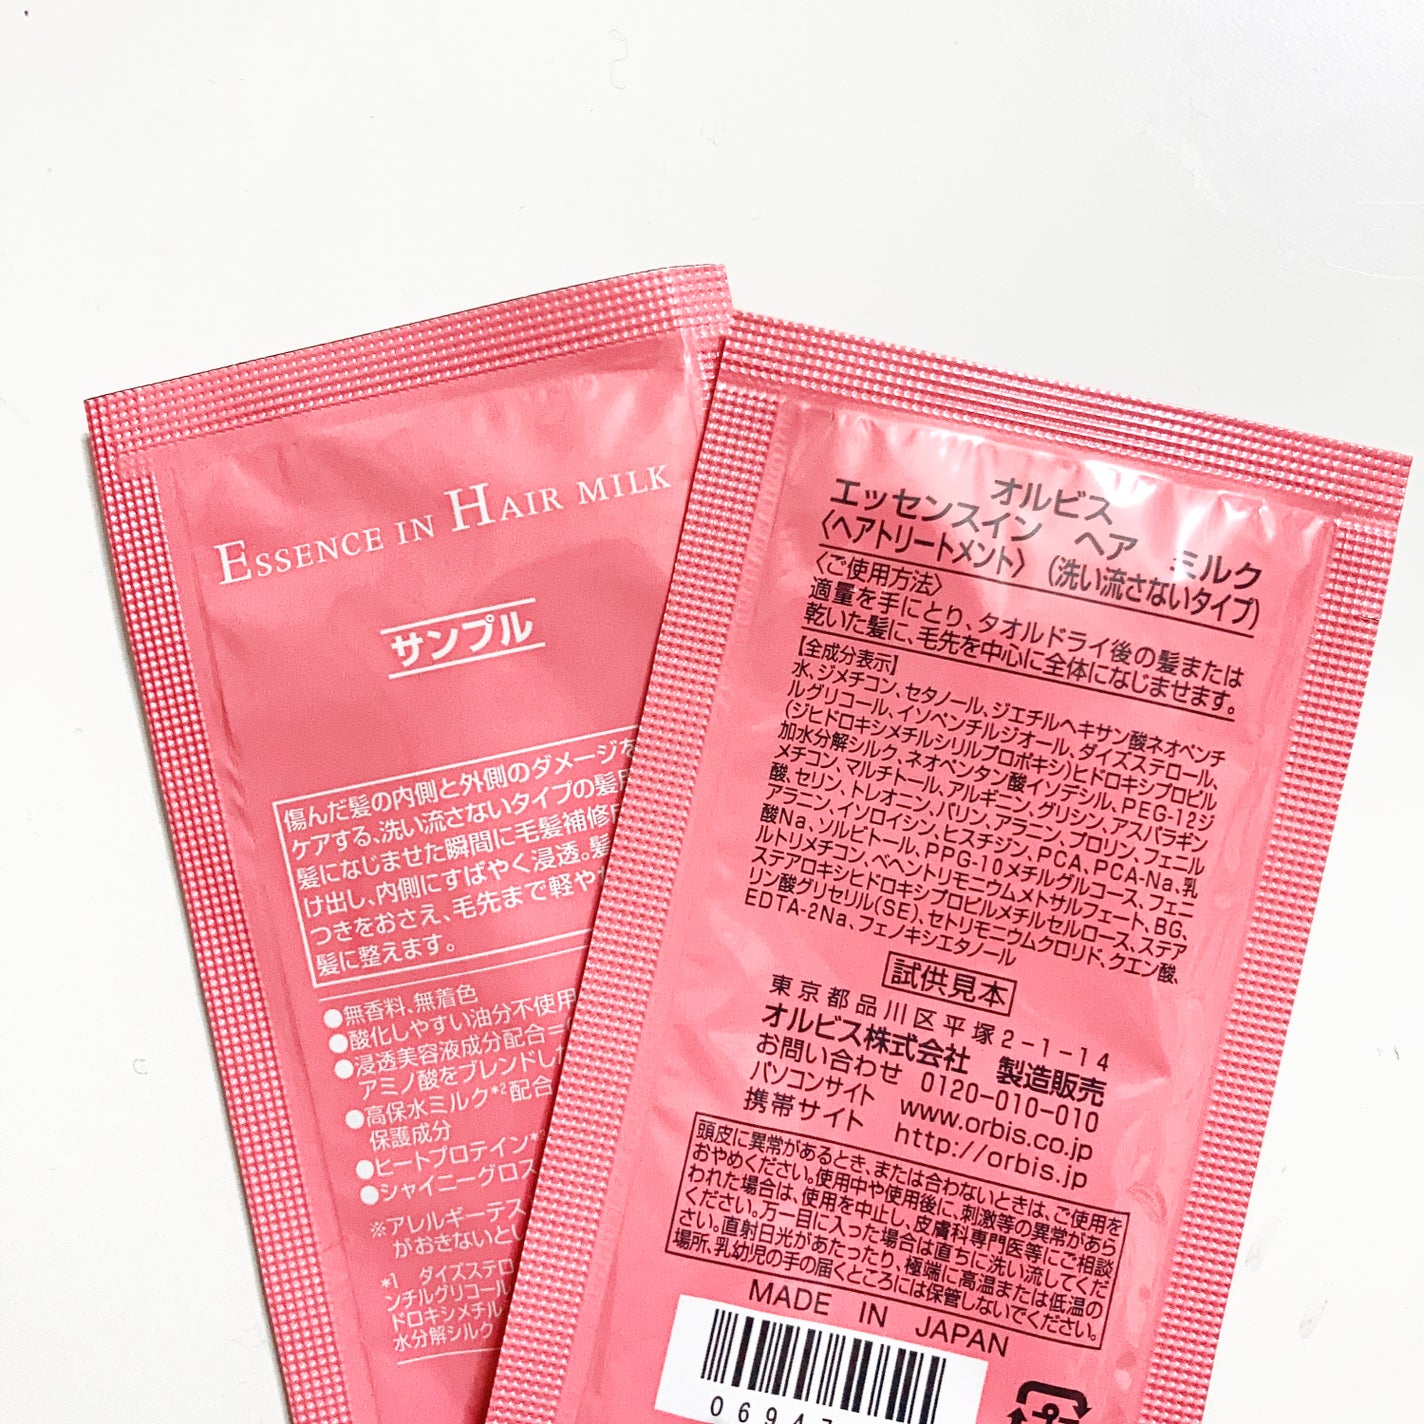 ESSENCE IN HAIR MILK
サンプル
傷んだ髪の内側と外側のダメージを
ケアする、洗い流さないタイプの髪
髪になじませた瞬間に毛髪補修
け出し、内側にすばやく浸透。髪
つきをおさえ、毛先まで軽や
髪に整えます。
●無香料、無着色
●酸化しやすい油分不使用
●浸透美容液成分配合=
アミノ酸をブレンドし
●高保水ミルク*2配合
保護成分
●ヒートプロテイン*
●シャイニーグロス
※アレルギーテス
がおきないとい
*1 ダイズステロ
ンチルグリコール
ドロキシメチル
水分解シルク
オルビス
エッセンスイン ヘア ミルク
〈ヘアトリートメント〉(洗い流さないタイプ)
〈ご使用方法〉
適量を手にとり、タオルドライ後の髪または
乾いた髪に、毛先を中心に全体になじませます。
【全成分表示】
水、ジメチコン、セタノール、ジエチルヘキサン酸ネオペンチ
ルグリコール、イソペンチルジオール、ダイズステロール、
(ジヒドロキシメチルシリルプロポキシ)ヒドロキシプロピル
加水分解シルク、ネオペンタン酸イソデシル、PEG-12ジ
メチコン、マルチトール、アルギニン、グリシン、アスパラギン
酸、セリン、トレオニン、バリン、アラニン、プロリン、フェニル
アラニン、イソロイシン、ヒスチジン、PCA、PCA-Na、乳
酸Na、ソルビトール、PPG-10メチルグルコース、フェニ
ルトリメチコン、ベヘントリモニウムメトサルフェート、BG、
ステアロキシヒドロキシプロピルメチルセルロース、ステア
リン酸グリセリル(SE)、セトリモニウムクロリド、クエン酸、
EDTA-2Na、フェノキシエタノール
試供見本
東京都品川区平塚2-1-14
オルビス株式会社 製造販売
お問い合わせ 0120-010-010
パソコンサイト www.orbis.co.jp
携帯サイト http://orbis.jp
頭皮に異常があるとき、または合わないときは、ご使用を
おやめください。使用中や使用後に、刺激等の異常があら
われた場合は、使用を中止し、皮膚科専門医等にご相談
ください。万一目に入った場合は直ちに洗い流してくだ
さい。直射日光があたったり、極端に高温または低温の
場所、乳幼児の手の届くところには保管しないでください。
MADE IN JAPAN
0694